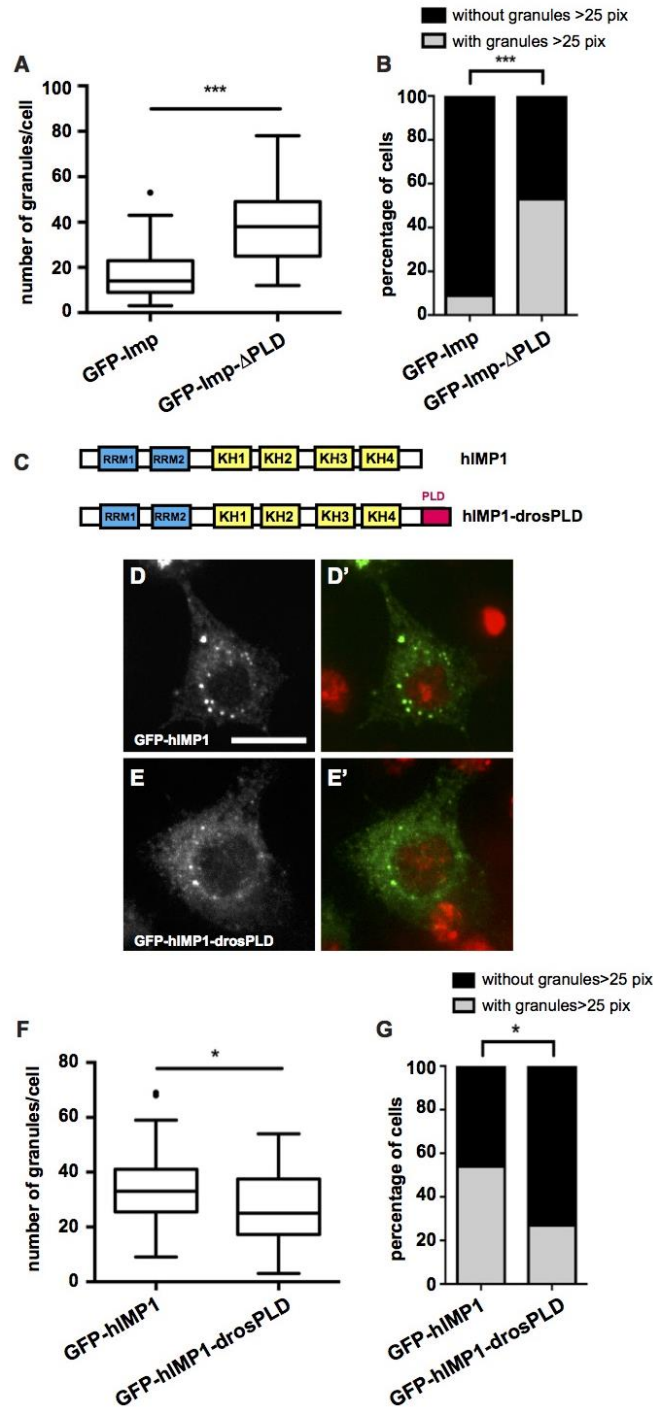 without granules >25 pix
with granules >25 pix
A
B
***
***
number of granules/cell
100
80
60
40
20
0
GFP-Imp
GFP-Imp-ΔPLD
percentage of cells
100
80
60
40
20
0
GFP-Imp
GFP-Imp-ΔPLD
C
RRM1 RRM2 KH1 KH2 KH3 KH4 hIMP1
PLD
RRM1 RRM2 KH1 KH2 KH3 KH4 hIMP1-drosPLD
D
D'
GFP-hIMP1
E
E'
GFP-hIMP1-drosPLD
without granules>25 pix
with granules>25 pix
F
G
*
*
number of granules/cell
80
60
40
20
0
GFP-hIMP1
GFP-hIMP1-drosPLD
percentage of cells
100
80
60
40
20
0
GFP-hIMP1
GFP-hIMP1-drosPLD